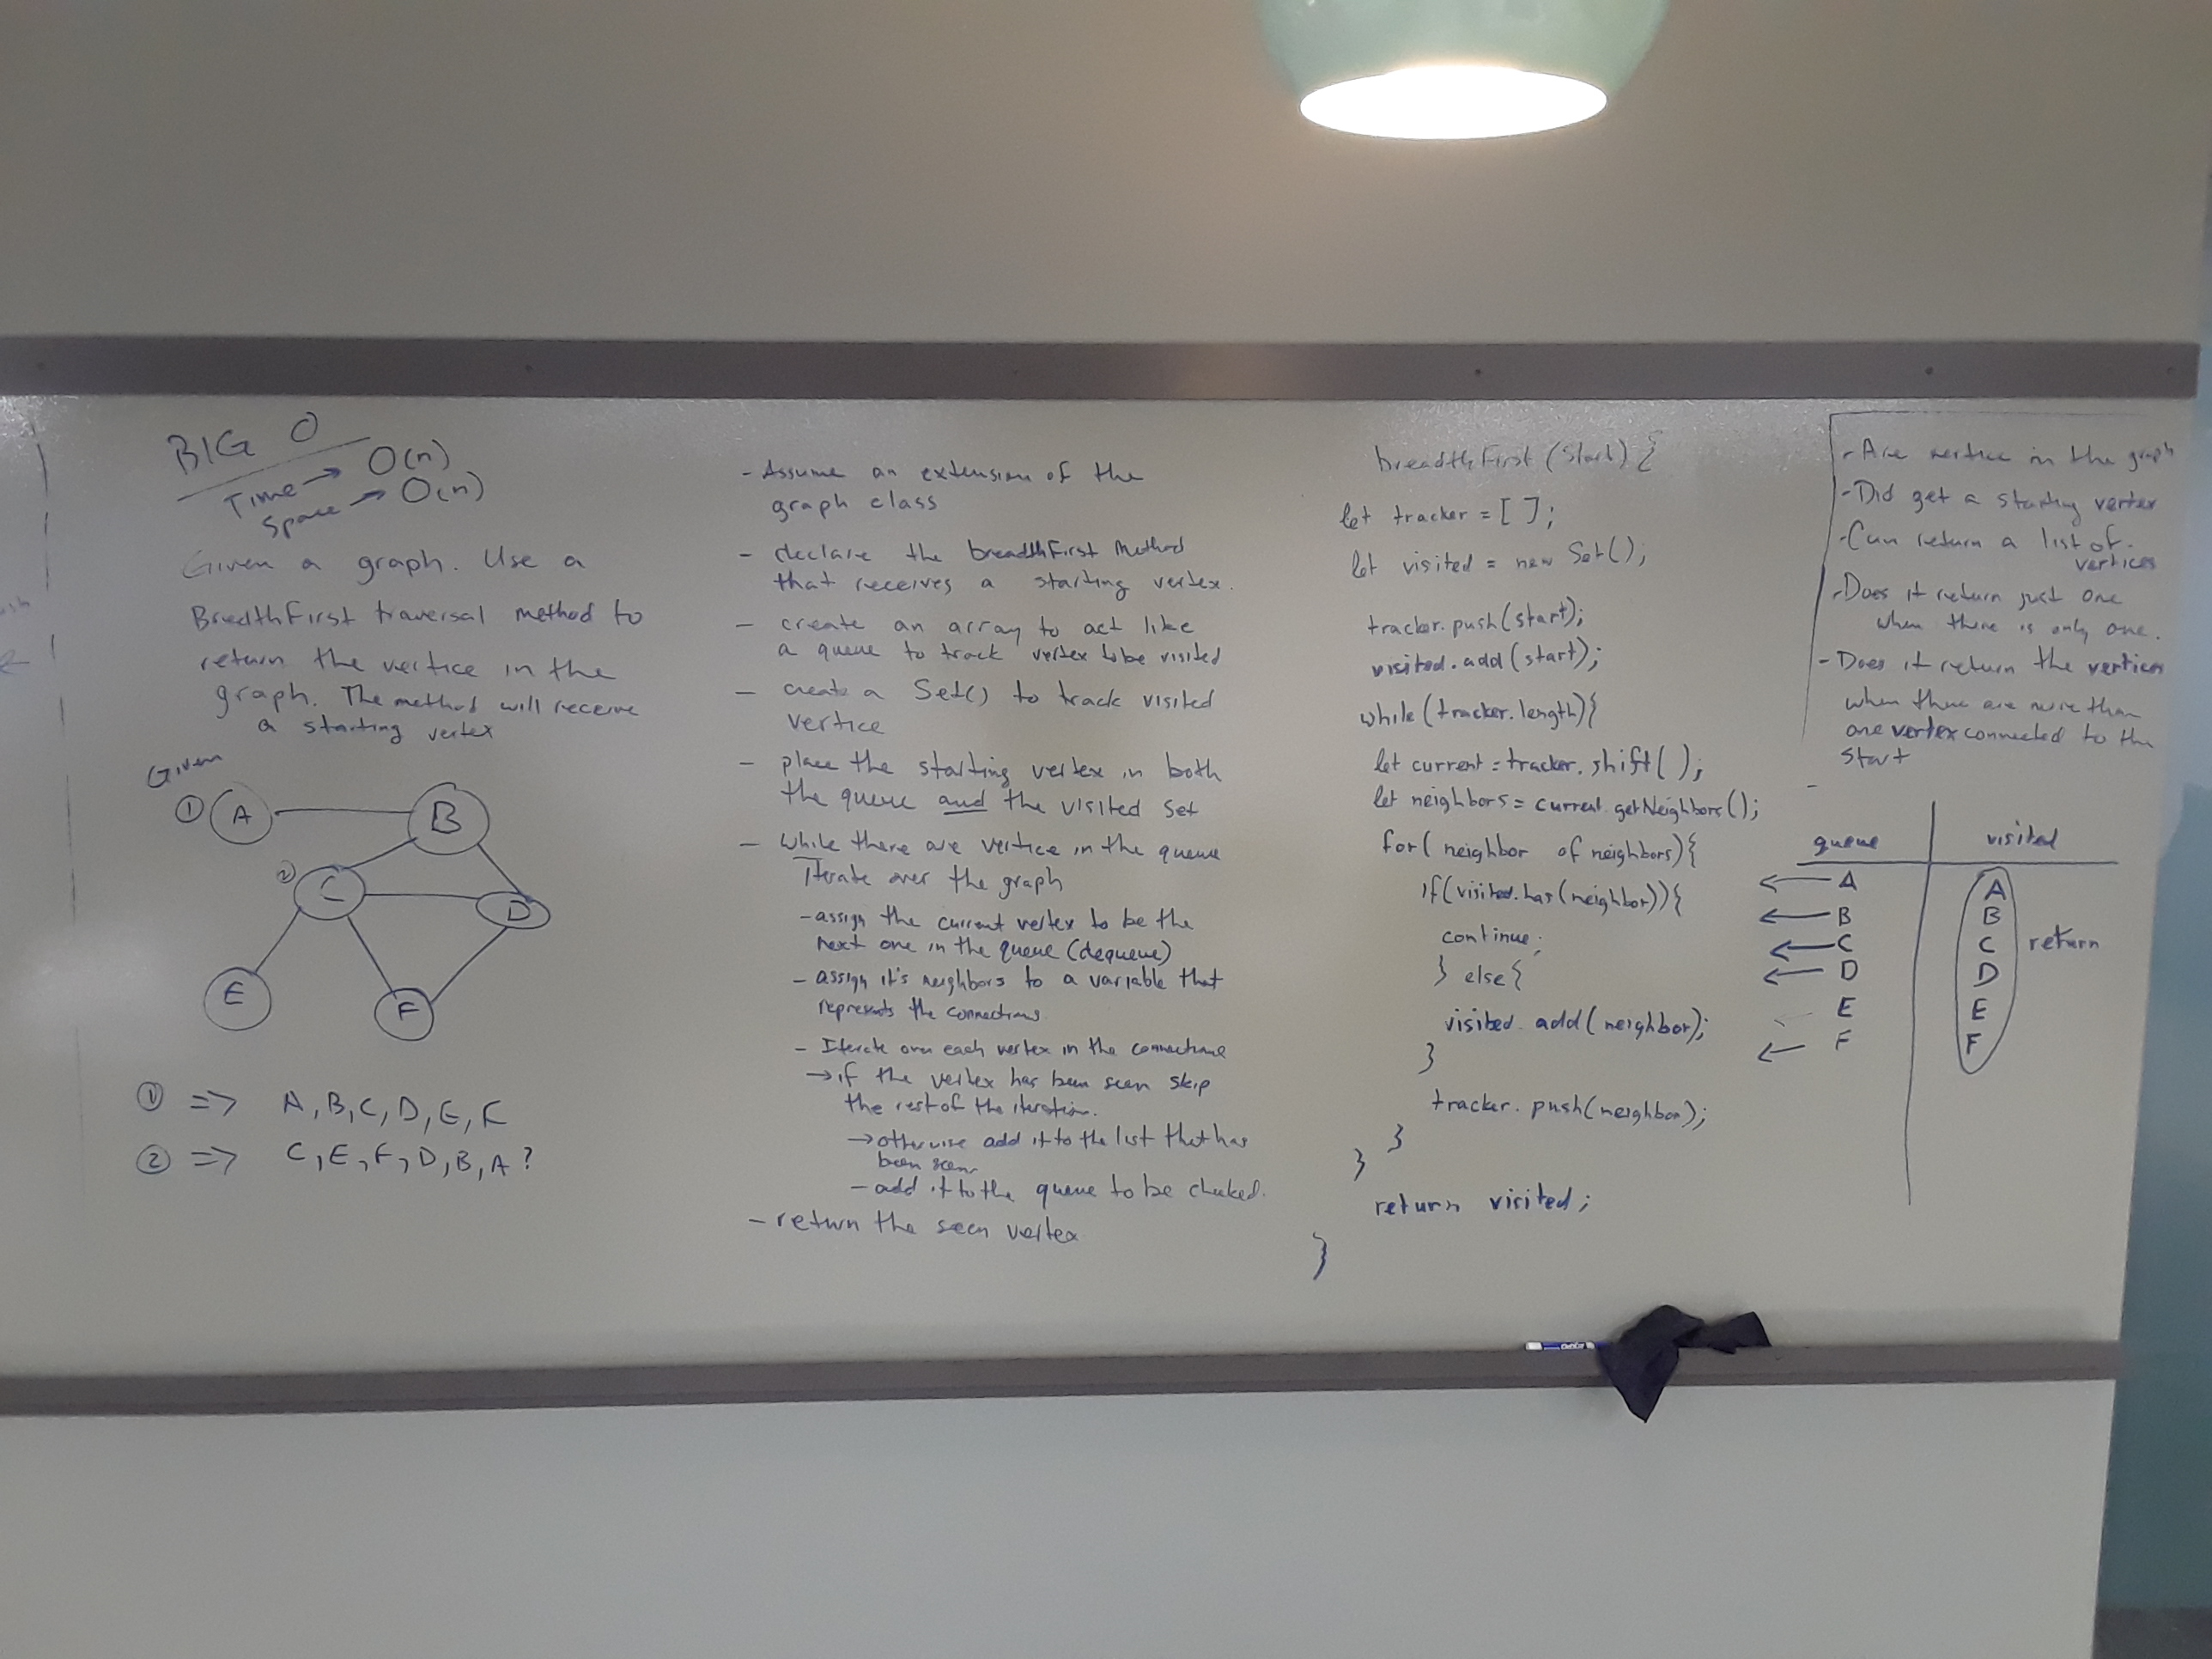 BIG O
Time → O(n)
Space → O(n)
Given a graph. Use a
BredthFirst traversal method to
return the vertice in the
graph. The method will receive
a starting vertex
Given
① A B
② C D
E F
① => A, B, C, D, E, F
② => C, E, F, D, B, A ?
- Assume an extension of the
graph class
- declare the breadthFirst Method
that receives a starting vertex.
- create an array to act like
a queue to track vertex to be visited
- create a Set() to track visited
vertice
- place the starting vertex in both
the queue and the visited set
- while there are vertice in the queue
Iterate over the graph
- assign the current vertex to be the
next one in the queue (dequeue)
- assign it's neighbors to a variable that
represents the connections
- Iterate over each vertex in the connections
→ if the vertex has been seen skip
the rest of the iteration.
→ otherwise add it to the list that has
been seen
- add it to the queue to be checked.
- return the seen vertex
breadthFirst (start) {
let tracker = [ ];
let visited = new Set();
tracker.push(start);
visited.add(start);
while(tracker.length){
let current = tracker.shift( );
let neighbors = current.getNeighbors();
for( neighbor of neighbors){
if(visited.has(neighbor)){
continue;
} else{
visited.add(neighbor);
}
tracker.push(neighbor);
}
}
return visited;
}
- Are vertice in the graph
- Did get a starting vertex
- Can return a list of
vertices
- Does it return just one
when there is only one.
- Does it return the vertices
when there are more than
one vertex connected to the
start
-
queue visited
← A A
← B B
← C C return
← D D
E E
← F F